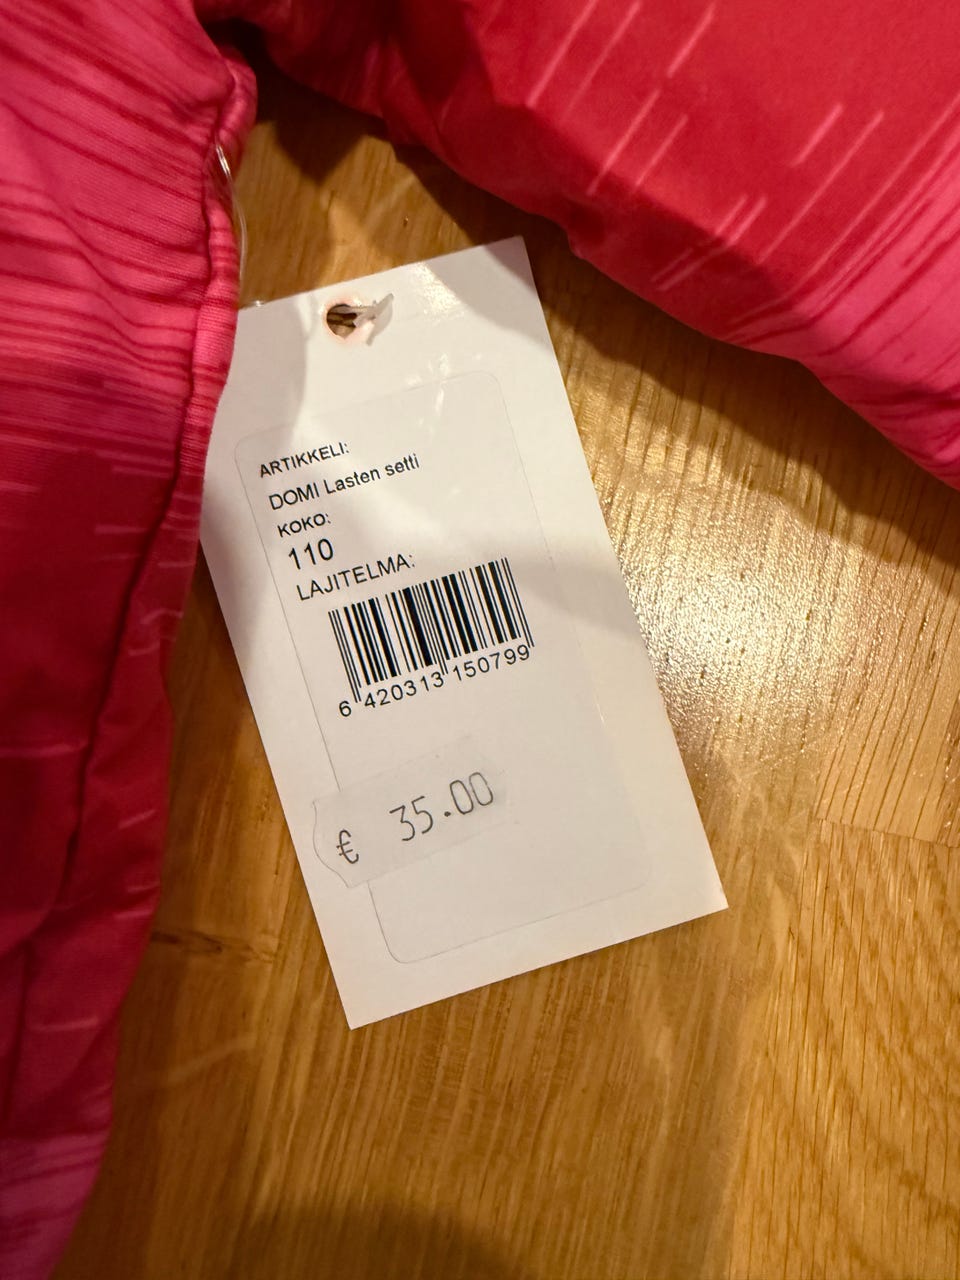 ARTIKKELI:
DOMI Lasten setti
KOKO:
110
LAJITELMA:
6 420313 150799
€ 35.00